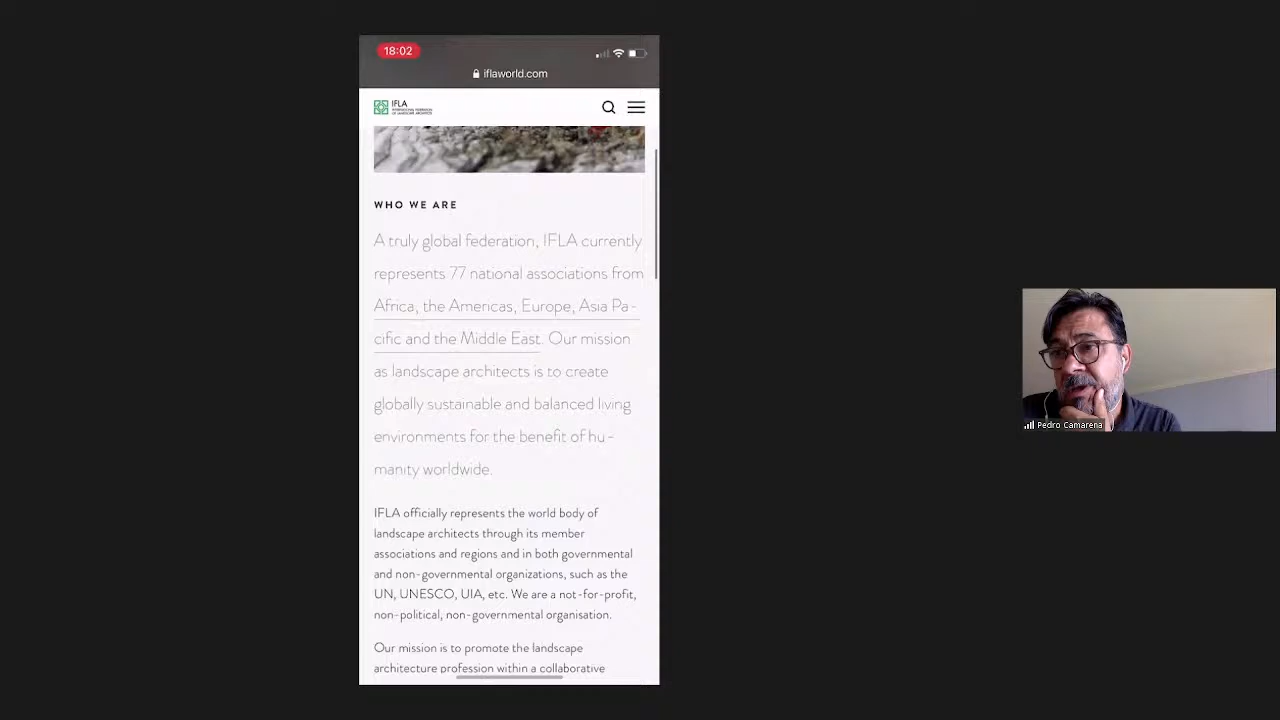 18:02
iflaworld.com
IFLA
INTERNATIONAL FEDERATION
OF LANDSCAPE ARCHITECTS
WHO WE ARE
A truly global federation, IFLA currently
represents 77 national associations from
Africa, the Americas, Europe, Asia Pa-
cific and the Middle East. Our mission
as landscape architects is to create
globally sustainable and balanced living
environments for the benefit of hu-
manity worldwide.
IFLA officially represents the world body of
landscape architects through its member
associations and regions and in both governmental
and non-governmental organizations, such as the
UN, UNESCO, UIA, etc. We are a not-for-profit,
non-political, non-governmental organisation.
Our mission is to promote the landscape
architecture profession within a collaborative
Pedro Camarena